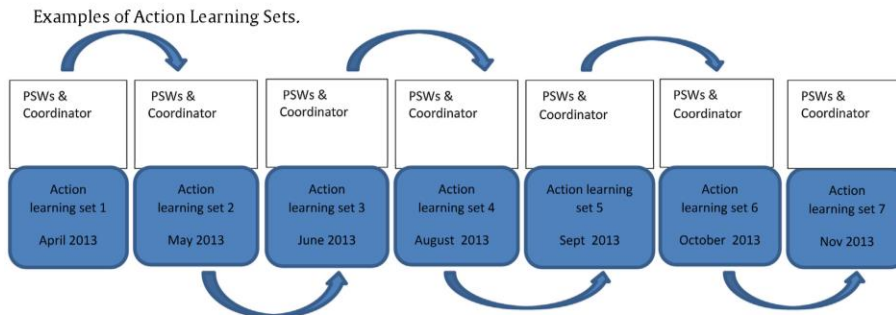 Examples of Action Learning Sets.
PSWs &
Coordinator
PSWs &
Coordinator
PSWs &
Coordinator
PSWs &
Coordinator
PSWs &
Coordinator
PSWs &
Coordinator
PSWs &
Coordinator
Action
learning set 1
April 2013
Action
learning set 2
May 2013
Action
learning set 3
June 2013
Action
learning set 4
August 2013
Action learning
set 5
Sept 2013
Action
learning set 6
October 2013
Action
learning set 7
Nov 2013